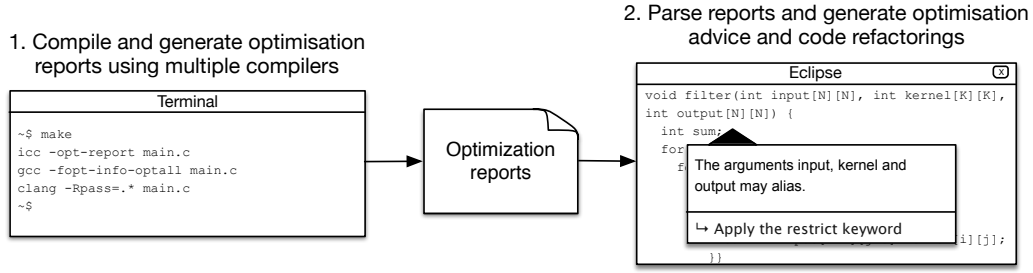 1. Compile and generate optimisation
reports using multiple compilers
Terminal
~$ make
icc -opt-report main.c
gcc -fopt-info-optall main.c
clang -Rpass=.* main.c
~$
Optimization
reports
2. Parse reports and generate optimisation
advice and code refactorings
Eclipse
x
void filter(int input[N][N], int kernel[K][K],
int output[N][N]) {
int sum;
for
The arguments input, kernel and
output may alias.
↳ Apply the restrict keyword
[i][j];
}}